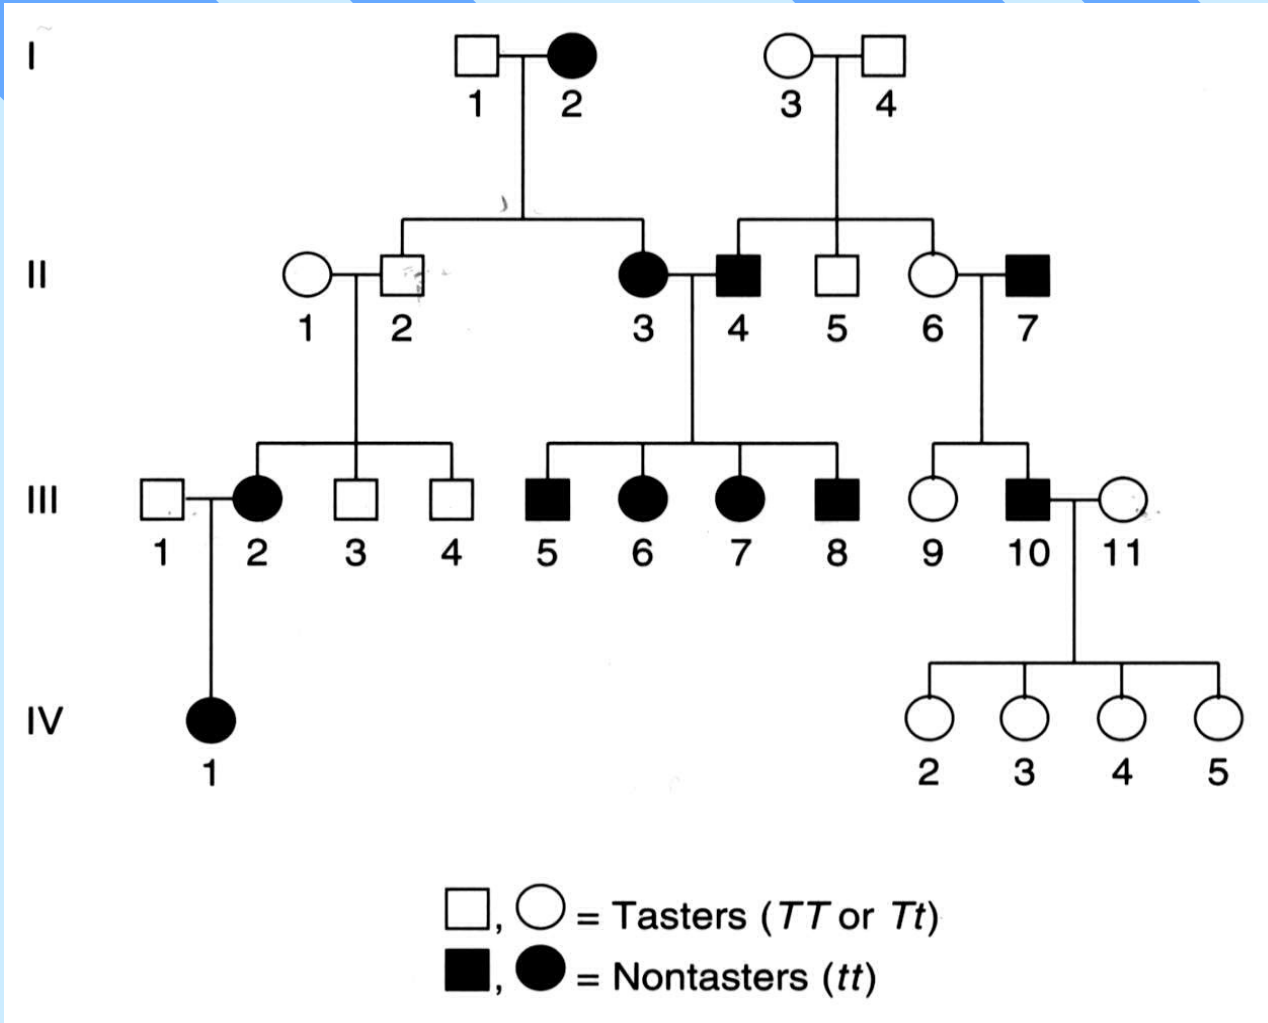 I
1 2 3 4
II
1 2 3 4 5 6 7
III
1 2 3 4 5 6 7 8 9 10 11
IV
1 2 3 4 5
□, ○ = Tasters (TT or Tt)
■, ● = Nontasters (tt)